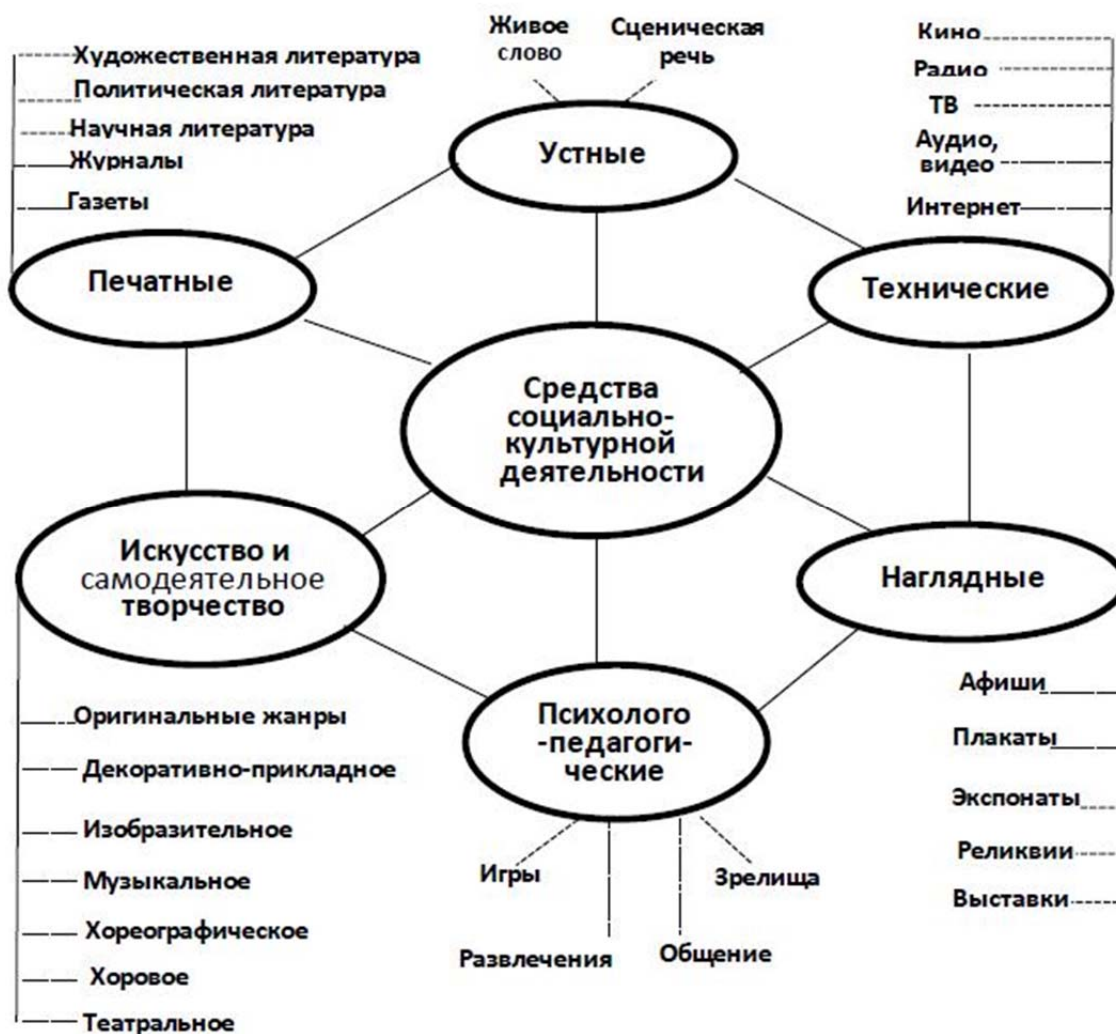 Живое
слово
Сценическая
речь
Художественная литература
Политическая литература
Научная литература
Журналы
Газеты
Кино
Радио
ТВ
Аудио,
видео
Интернет
Устные
Печатные
Технические
Средства
социально-
культурной
деятельности
Искусство и
самодеятельное
творчество
Наглядные
Психолого
-педагоги-
ческие
Оригинальные жанры
Декоративно-прикладное
Изобразительное
Музыкальное
Хореографическое
Хоровое
Театральное
Игры
Развлечения
Общение
Зрелища
Афиши
Плакаты
Экспонаты
Реликвии
Выставки